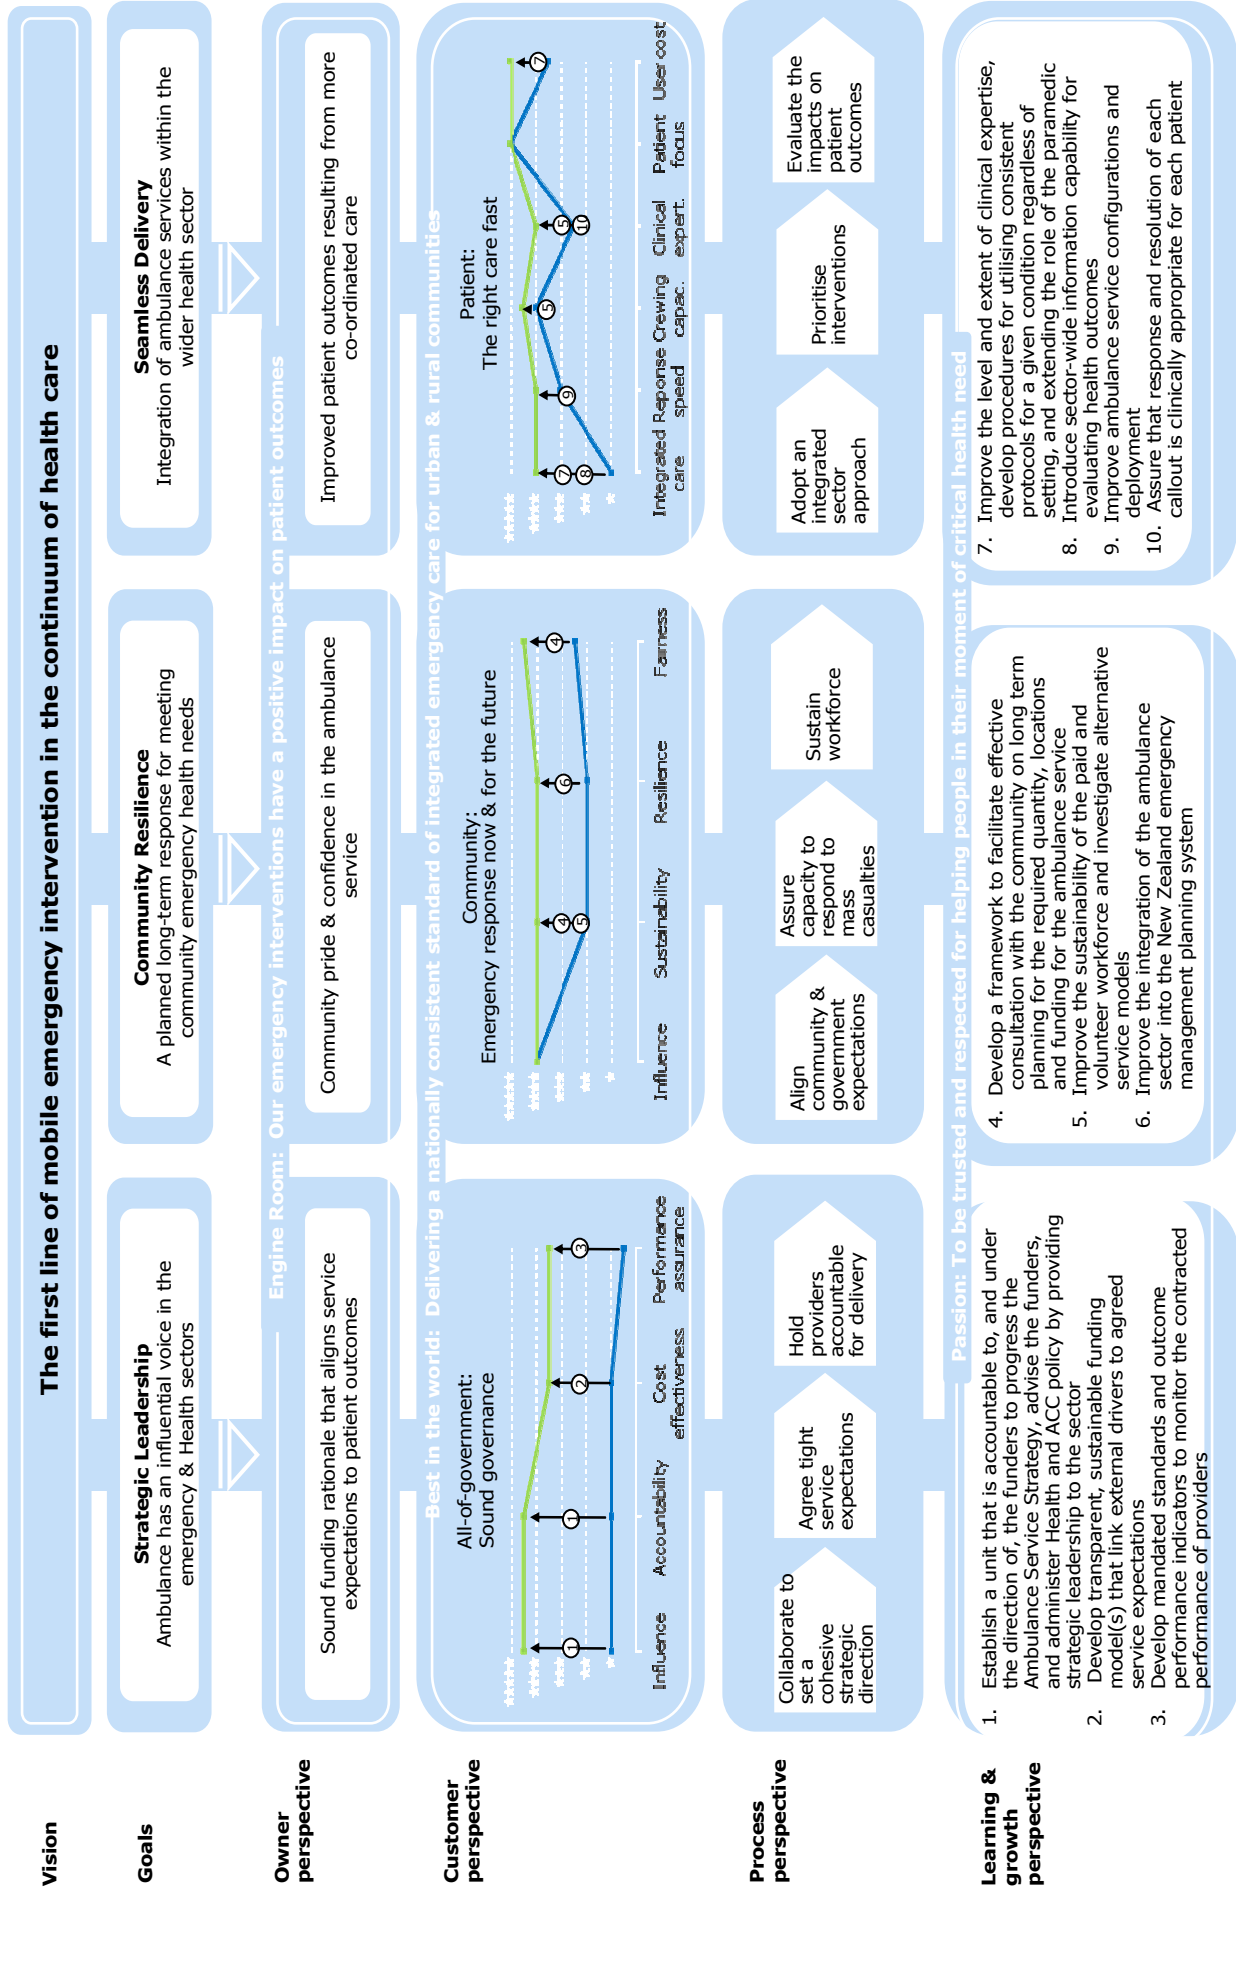 Vision
The first line of mobile emergency intervention in the continuum of health care
Goals
Strategic Leadership
Ambulance has an influential voice in the
emergency & Health sectors
Community Resilience
A planned long-term response for meeting
community emergency health needs
Seamless Delivery
Integration of ambulance services within the
wider health sector
Owner
perspective
Engine Room: Our emergency interventions have a positive impact on patient outcomes
Sound funding rationale that aligns service
expectations to patient outcomes
Community pride & confidence in the ambulance
service
Improved patient outcomes resulting from more
co-ordinated care
Customer
perspective
Best in the world: Delivering a nationally consistent standard of integrated emergency care for urban & rural communities
All-of-government:
Sound governance
1
1
2
3
Influence
Accountability
Cost
effectiveness
Performance
assurance
Community:
Emergency response now & for the future
4
5
6
4
Influence
Sustainability
Resilience
Fairness
Patient:
The right care fast
7
8
9
5
5
10
7
Integrated
care
Reponse
speed
Crewing
capac.
Clinical
expert.
Patient
focus
User cost
Process
perspective
Collaborate to
set a
cohesive
strategic
direction
Agree tight
service
expectations
Hold
providers
accountable
for delivery
Align
community &
government
expectations
Assure
capacity to
respond to
mass
casualties
Sustain
workforce
Adopt an
integrated
sector
approach
Prioritise
interventions
Evaluate the
impacts on
patient
outcomes
Learning &
growth
perspective
Passion: To be trusted and respected for helping people in their moment of critical health need
1. Establish a unit that is accountable to, and under
the direction of, the funders to progress the
Ambulance Service Strategy, advise the funders,
and administer Health and ACC policy by providing
strategic leadership to the sector
2. Develop transparent, sustainable funding
model(s) that link external drivers to agreed
service expectations
3. Develop mandated standards and outcome
performance indicators to monitor the contracted
performance of providers
4. Develop a framework to facilitate effective
consultation with the community on long term
planning for the required quantity, locations
and funding for the ambulance service
5. Improve the sustainability of the paid and
volunteer workforce and investigate alternative
service models
6. Improve the integration of the ambulance
sector into the New Zealand emergency
management planning system
7. Improve the level and extent of clinical expertise,
develop procedures for utilising consistent
protocols for a given condition regardless of
setting, and extending the role of the paramedic
8. Introduce sector-wide information capability for
evaluating health outcomes
9. Improve ambulance service configurations and
deployment
10. Assure that response and resolution of each
callout is clinically appropriate for each patient